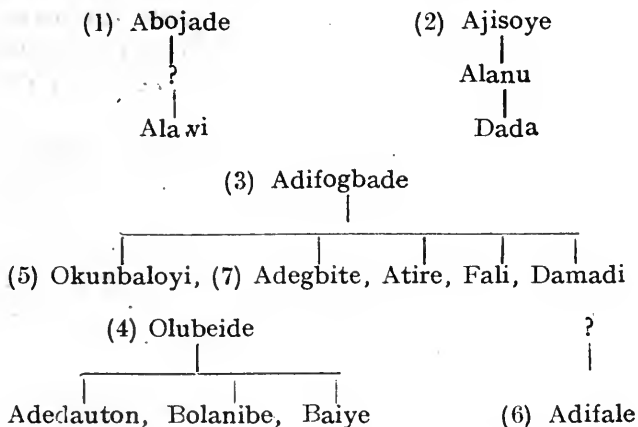 (1) Abojade (2) Ajisoye
? Alanu
Alawi Dada
(3) Adifogbade
(5) Okunbaloyi, (7) Adegbite, Atire, Fali, Damadi
(4) Olubeide ?
Adedauton, Bolanibe, Baiye (6) Adifale